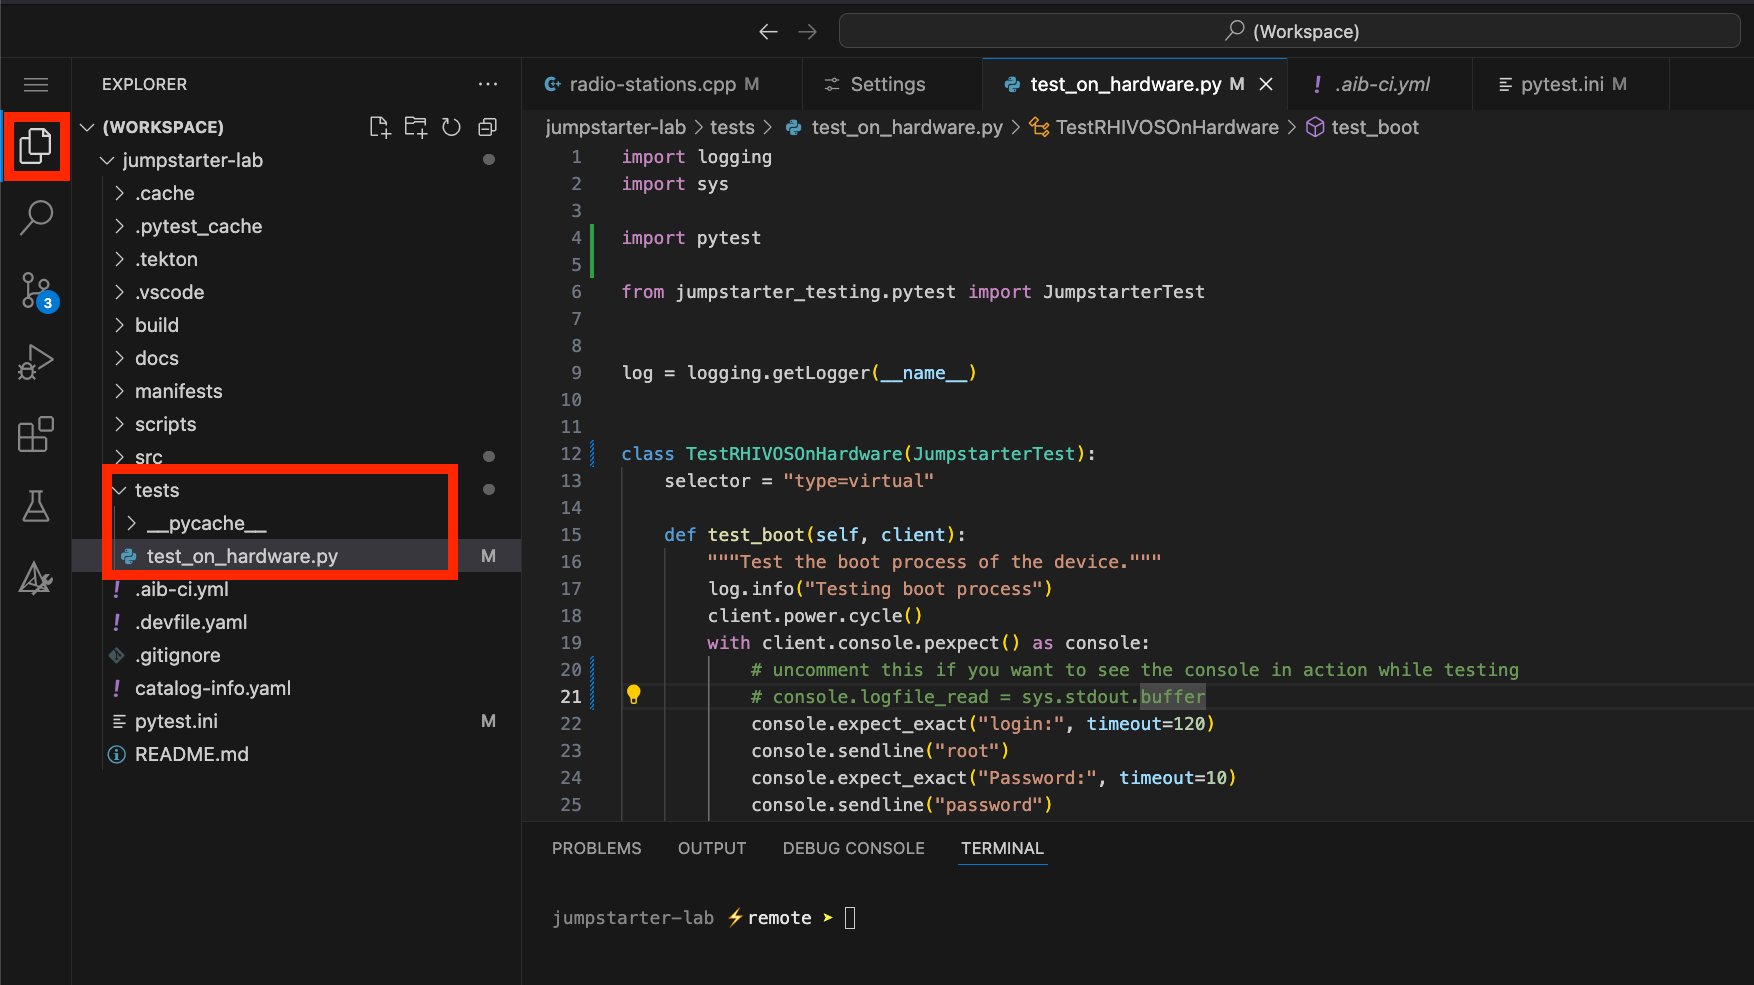 (Workspace)
EXPLORER
radio-stations.cpp M
Settings
test_on_hardware.py M
! .aib-ci.yml
pytest.ini M
(WORKSPACE)
jumpstarter-lab > tests > test_on_hardware.py > TestRHIVOSOnHardware > test_boot
jumpstarter-lab
.cache
.pytest_cache
.tekton
.vscode
build
docs
manifests
scripts
src
tests
__pycache__
test_on_hardware.py M
! .aib-ci.yml
! .devfile.yaml
.gitignore
! catalog-info.yaml
pytest.ini M
README.md
3
1 import logging
2 import sys
3
4 import pytest
5
6 from jumpstarter_testing.pytest import JumpstarterTest
7
8
9 log = logging.getLogger(__name__)
10
11
12 class TestRHIVOSOnHardware(JumpstarterTest):
13 selector = "type=virtual"
14
15 def test_boot(self, client):
16 """Test the boot process of the device."""
17 log.info("Testing boot process")
18 client.power.cycle()
19 with client.console.pexpect() as console:
20 # uncomment this if you want to see the console in action while testing
21 # console.logfile_read = sys.stdout.buffer
22 console.expect_exact("login:", timeout=120)
23 console.sendline("root")
24 console.expect_exact("Password:", timeout=10)
25 console.sendline("password")
PROBLEMS OUTPUT DEBUG CONSOLE TERMINAL
jumpstarter-lab ⚡remote ➤